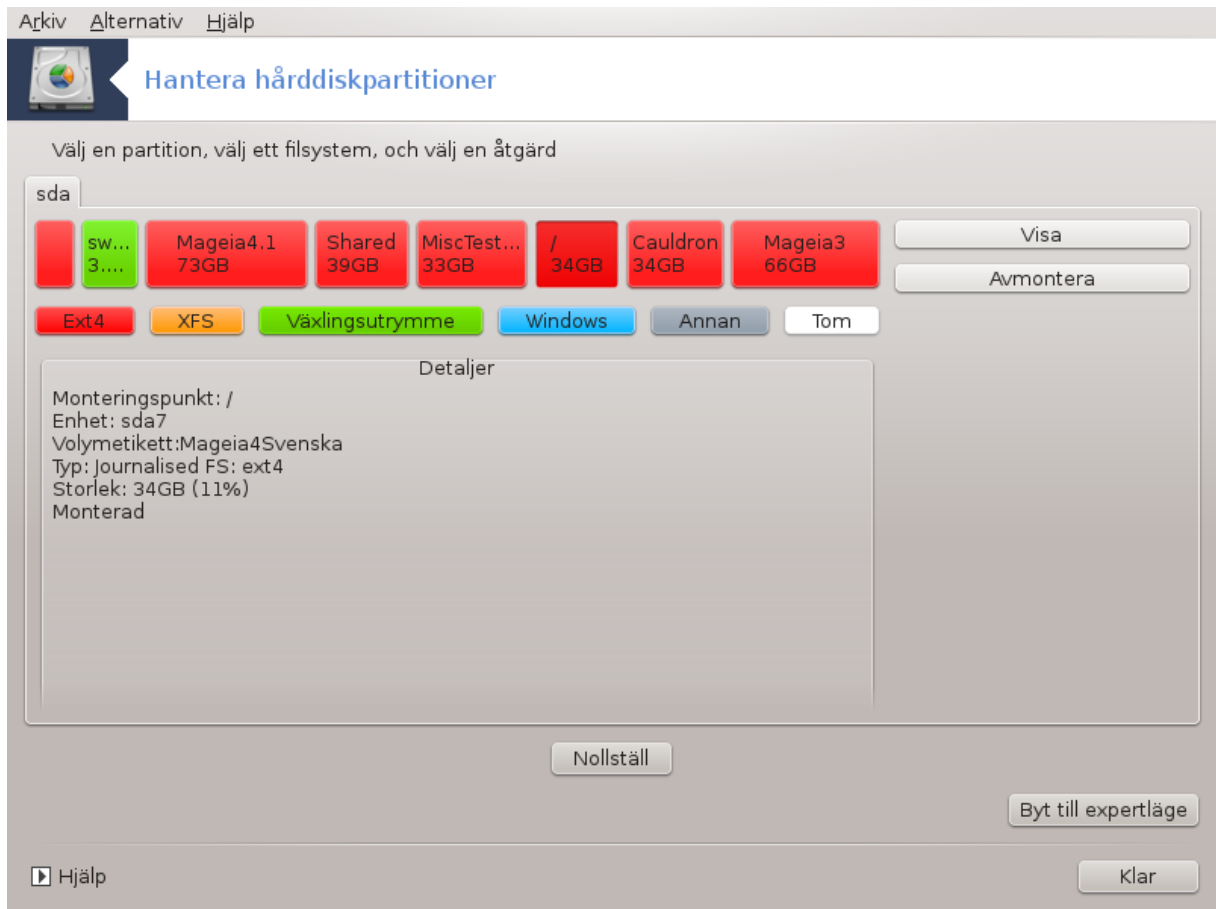 Arkiv Alternativ Hjälp
Hantera hårddiskpartitioner
Välj en partition, välj ett filsystem, och välj en åtgärd
sda
sw... Mageia4.1 Shared MiscTest... / Cauldron Mageia3 Visa
3.... 73GB 39GB 33GB 34GB 34GB 66GB
Avmontera
Ext4 XFS Växlingsutrymme Windows Annan Tom
Detaljer
Monteringspunkt: /
Enhet: sda7
Volymetikett:Mageia4Svenska
Typ: Journalised FS: ext4
Storlek: 34GB (11%)
Monterad
Nollställ
Byt till expertläge
Hjälp Klar